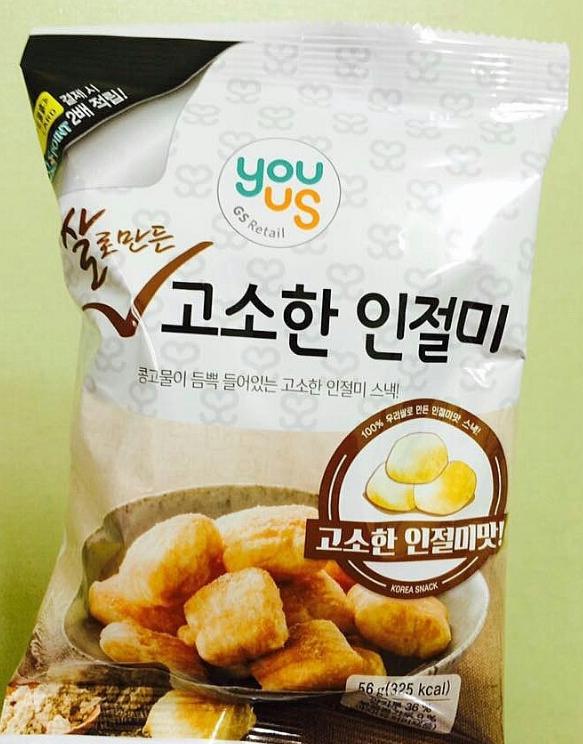 결제 시
2배 적립!
you
us
GS Retail
쌀로만든
고소한 인절미
콩고물이 듬뿍 들어있는 고소한 인절미 스낵!
100% 우리쌀로 만든 인절미맛 스낵!
고소한 인절미맛!
KOREA SNACK
56 g(325 kcal)